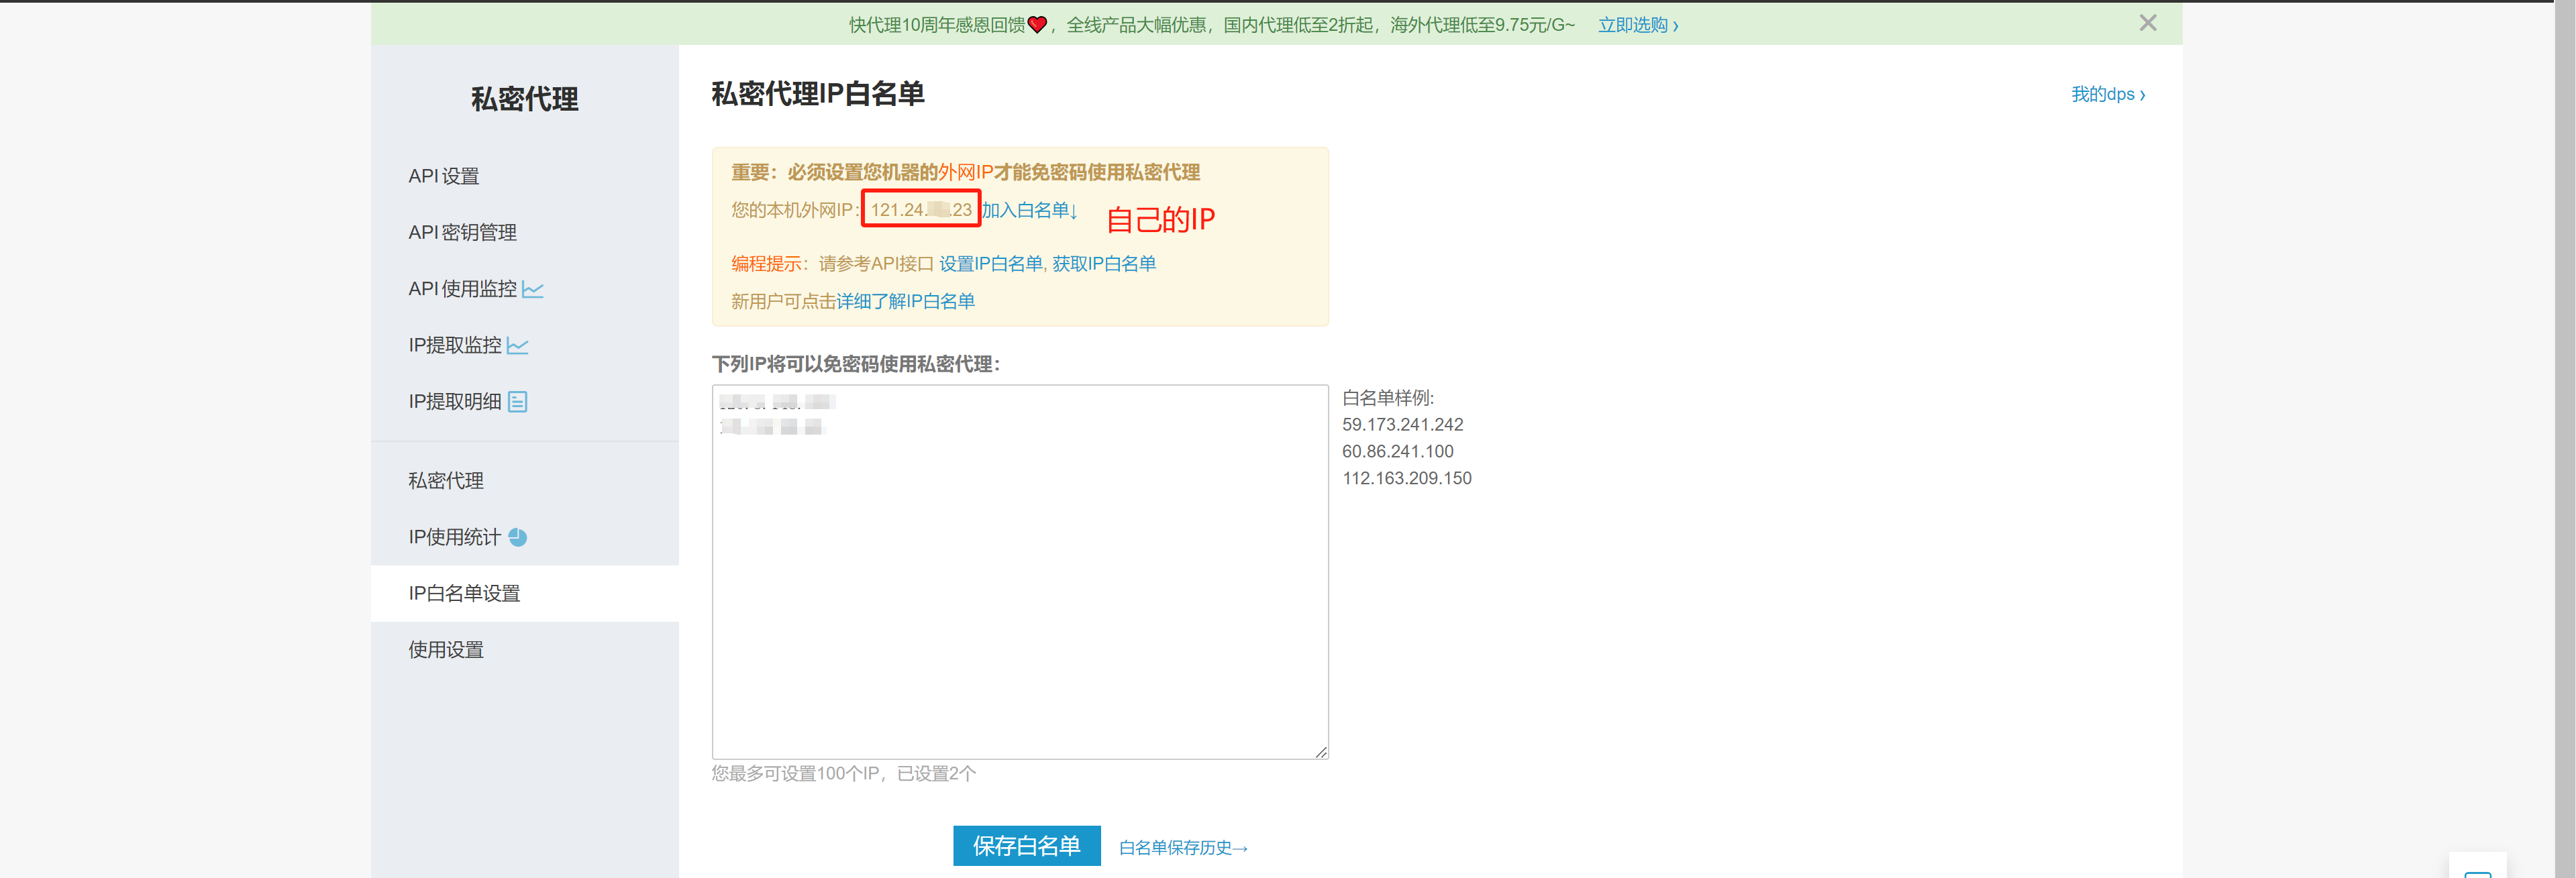 快代理10周年感恩回馈❤，全线产品大幅优惠，国内代理低至2折起，海外代理低至9.75元/G~ 立即选购 ›
私密代理
API 设置
API 密钥管理
API 使用监控
IP提取监控
IP提取明细
私密代理
IP使用统计
IP白名单设置
使用设置
私密代理IP白名单
我的dps ›
重要：必须设置您机器的外网IP才能免密码使用私密代理
您的本机外网IP: 121.24. .23 加入白名单↓
自己的IP
编程提示：请参考API接口 设置IP白名单, 获取IP白名单
新用户可点击详细了解IP白名单
下列IP将可以免密码使用私密代理：
白名单样例:
59.173.241.242
60.86.241.100
112.163.209.150
您最多可设置100个IP，已设置2个
保存白名单
白名单保存历史→